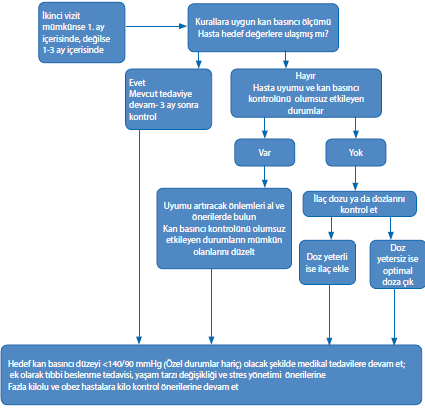 İkinci vizit
mümkünse 1. ay
içerisinde, değilse
1-3 ay içerisinde
Kurallara uygun kan basıncı ölçümü
Hasta hedef değerlere ulaşmış mı?
Evet
Mevcut tedaviye
devam- 3 ay sonra
kontrol
Hayır
Hasta uyumu ve kan basıncı
kontrolünü olumsuz etkileyen
durumlar
Var
Yok
Uyumu artıracak önlemleri al ve
önerilerde bulun
Kan basıncı kontrolünü olumsuz
etkileyen durumların mümkün
olanlarını düzelt
İlaç dozu ya da dozlarını
kontrol et
Doz yeterli
ise ilaç ekle
Doz
yetersiz ise
optimal
doza çık
Hedef kan basıncı düzeyi <140/90 mmHg (Özel durumlar hariç) olacak şekilde medikal tedavilere devam et;
ek olarak tıbbi beslenme tedavisi, yaşam tarzı değişikliği ve stres yönetimi önerilerine
Fazla kilolu ve obez hastalara kilo kontrol önerilerine devam et